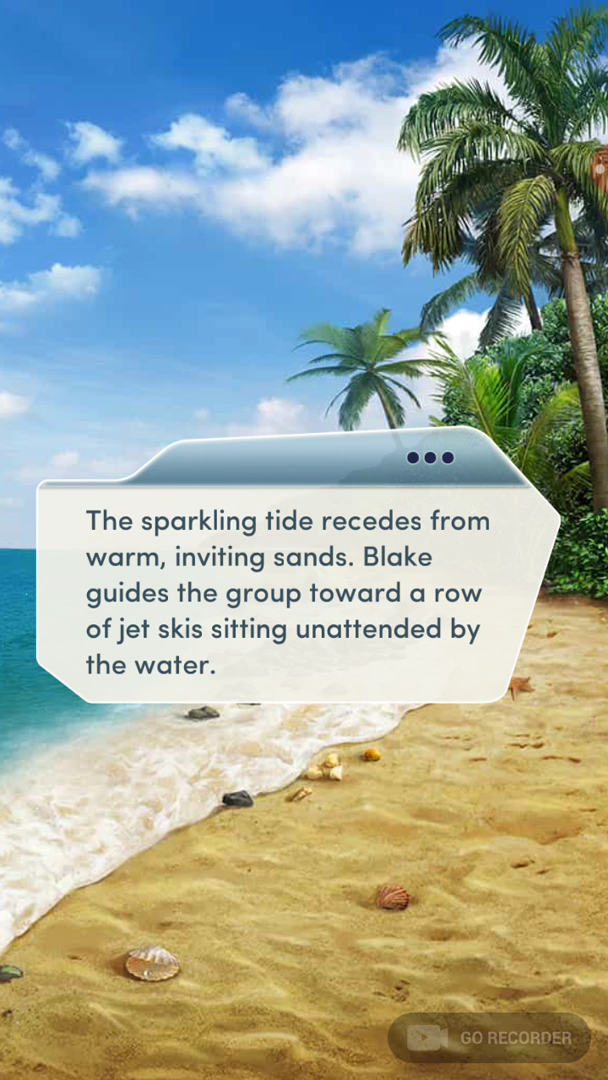 The sparkling tide recedes from
warm, inviting sands. Blake
guides the group toward a row
of jet skis sitting unattended by
the water.
GO RECORDER